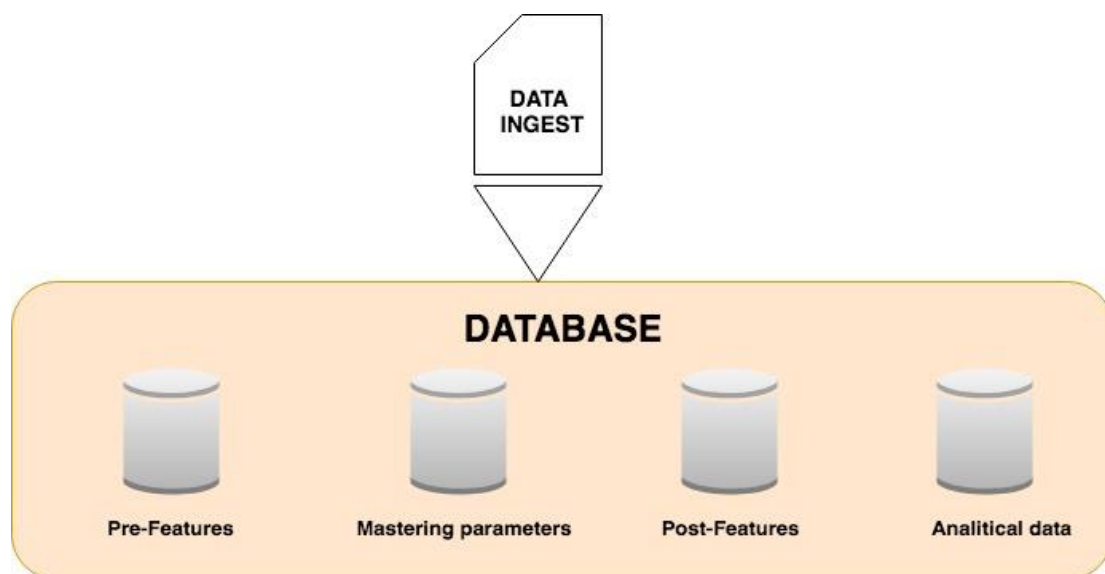 DATA
INGEST
DATABASE
Pre-Features
Mastering parameters
Post-Features
Analitical data